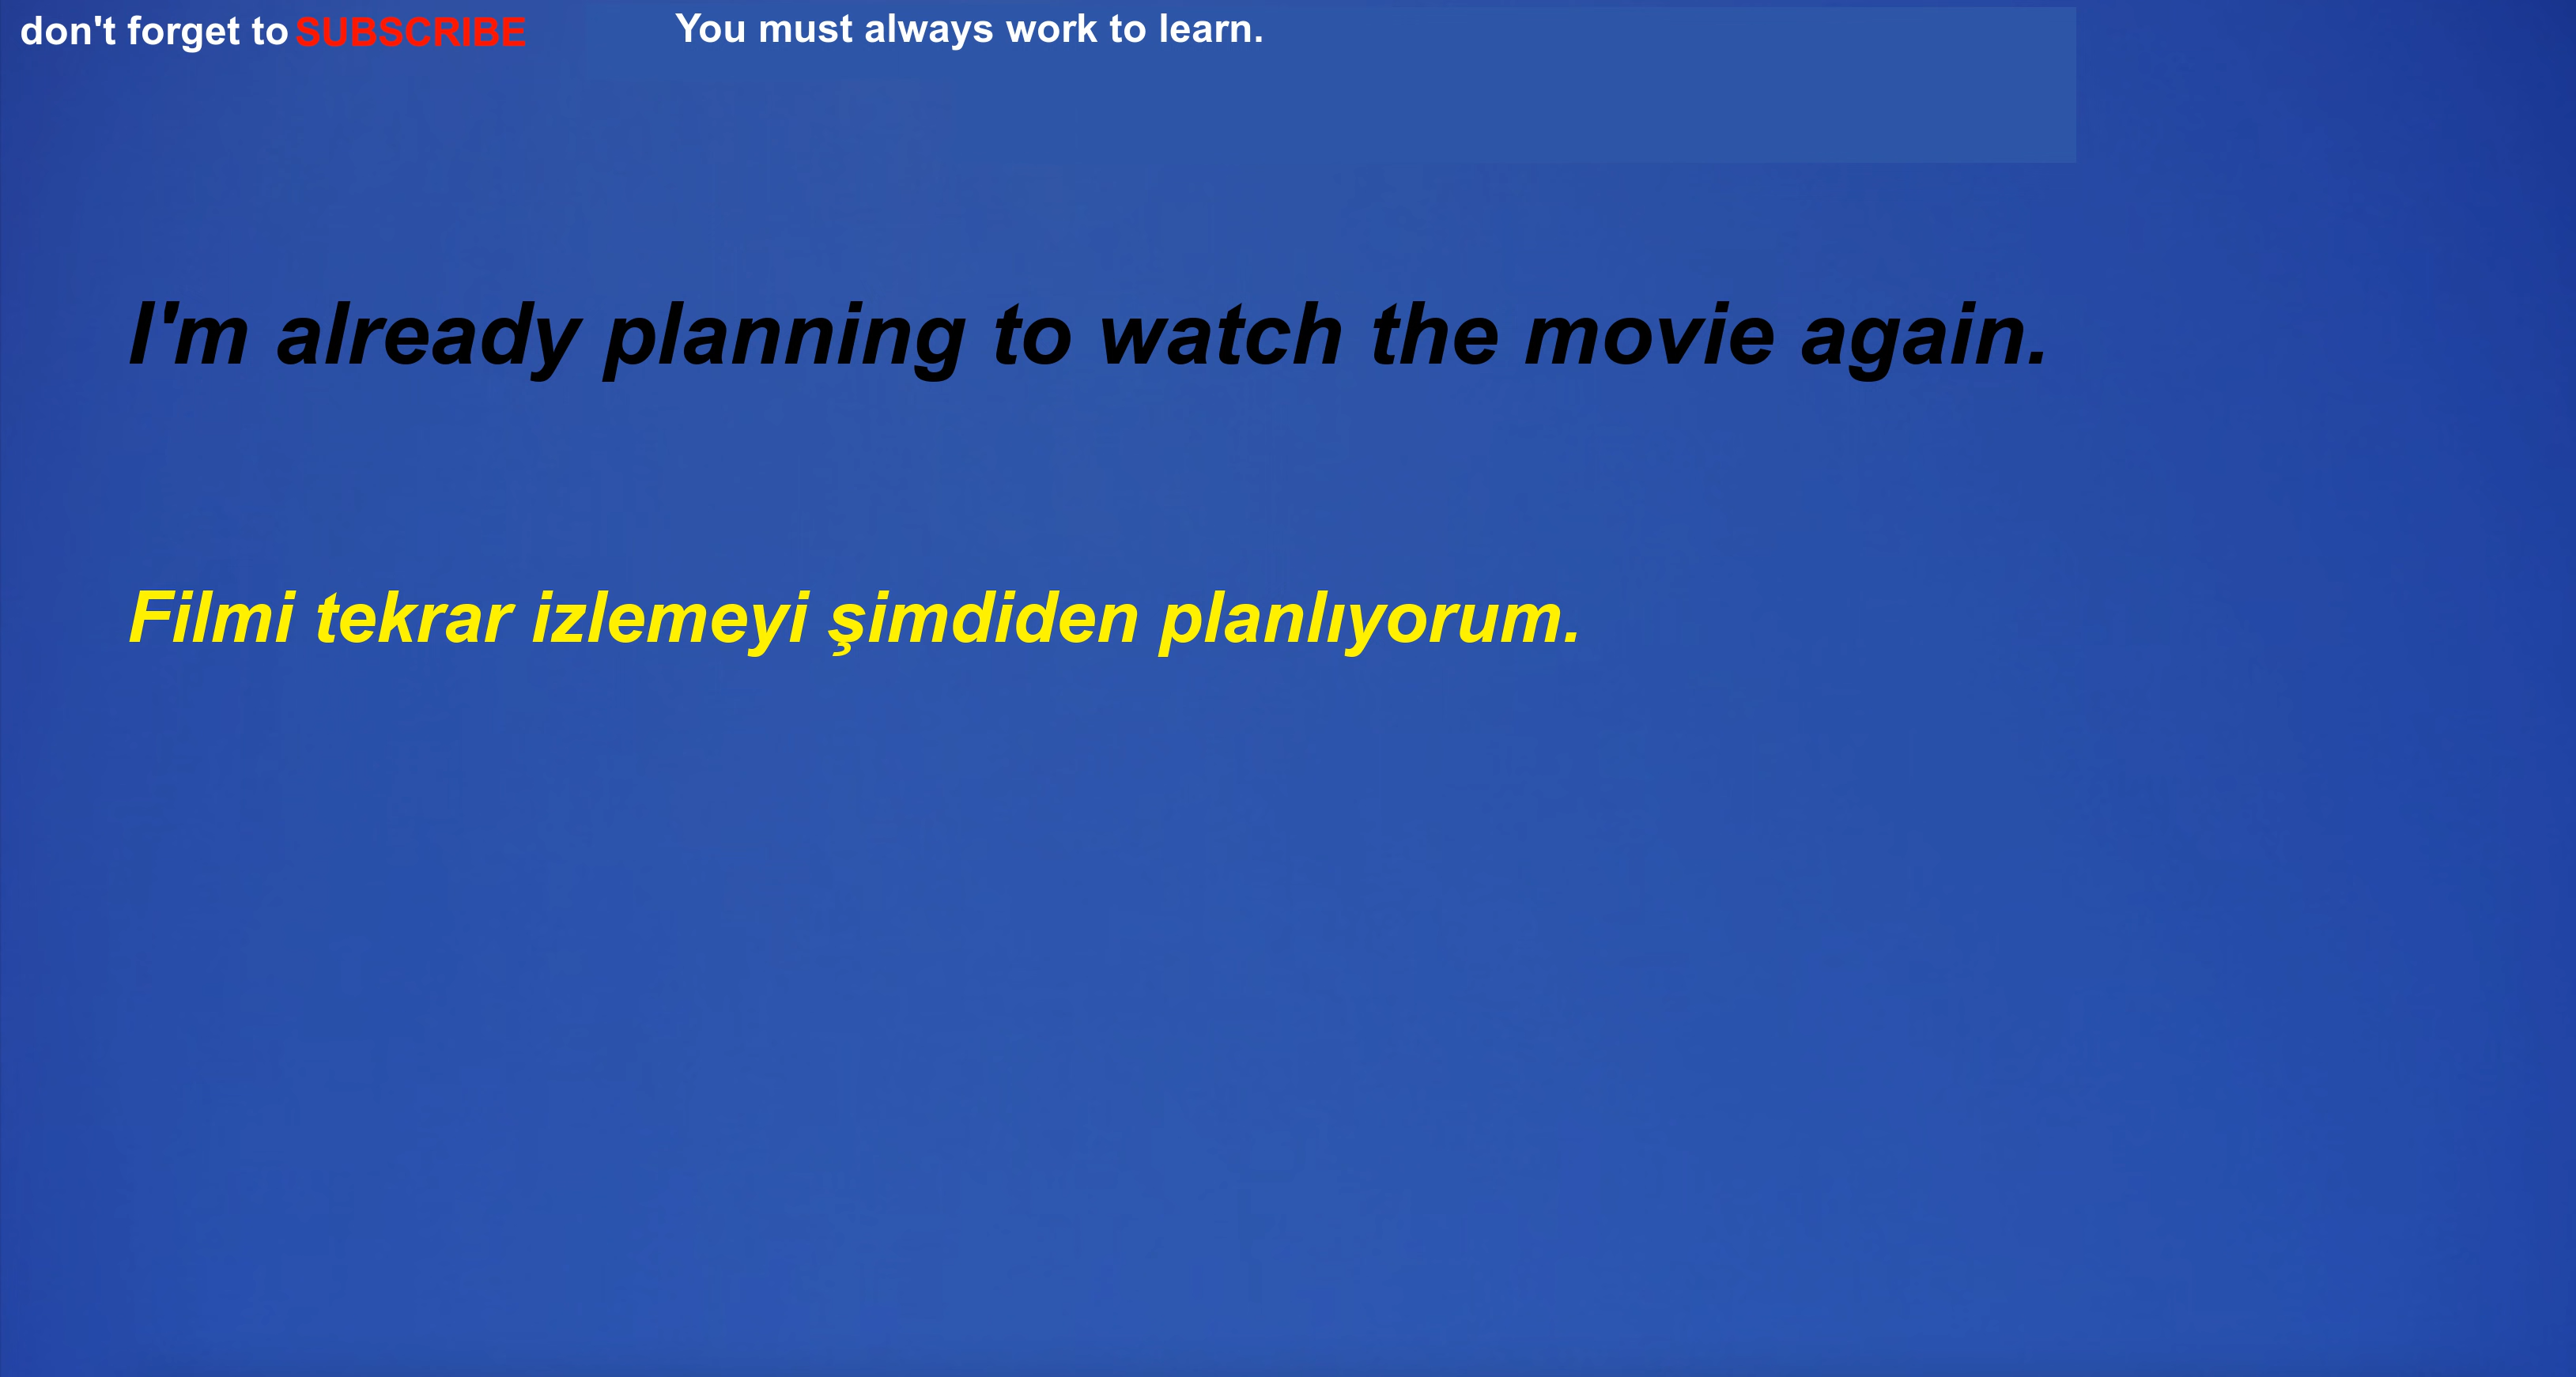 don't forget to SUBSCRIBE
You must always work to learn.
I'm already planning to watch the movie again.
Filmi tekrar izlemeyi şimdiden planlıyorum.